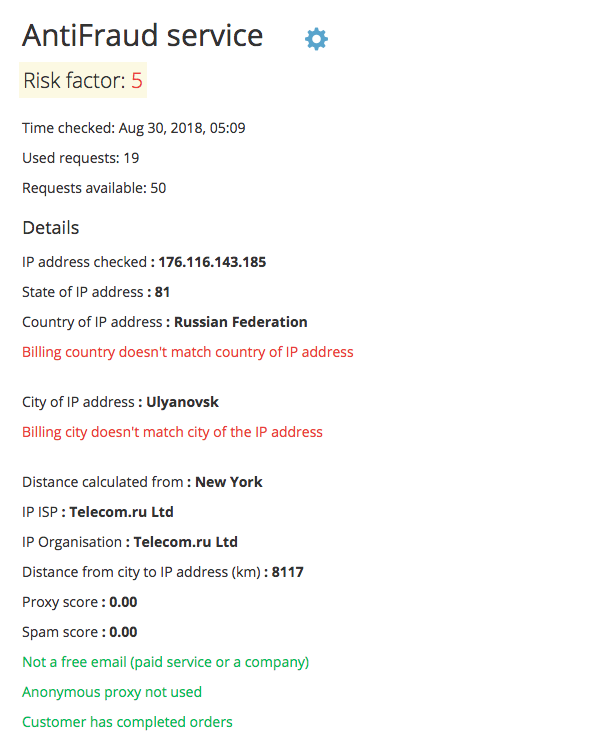 AntiFraud service
Risk factor: 5
Time checked: Aug 30, 2018, 05:09
Used requests: 19
Requests available: 50
Details
IP address checked : 176.116.143.185
State of IP address : 81
Country of IP address : Russian Federation
Billing country doesn't match country of IP address
City of IP address : Ulyanovsk
Billing city doesn't match city of the IP address
Distance calculated from : New York
IP ISP : Telecom.ru Ltd
IP Organisation : Telecom.ru Ltd
Distance from city to IP address (km) : 8117
Proxy score : 0.00
Spam score : 0.00
Not a free email (paid service or a company)
Anonymous proxy not used
Customer has completed orders